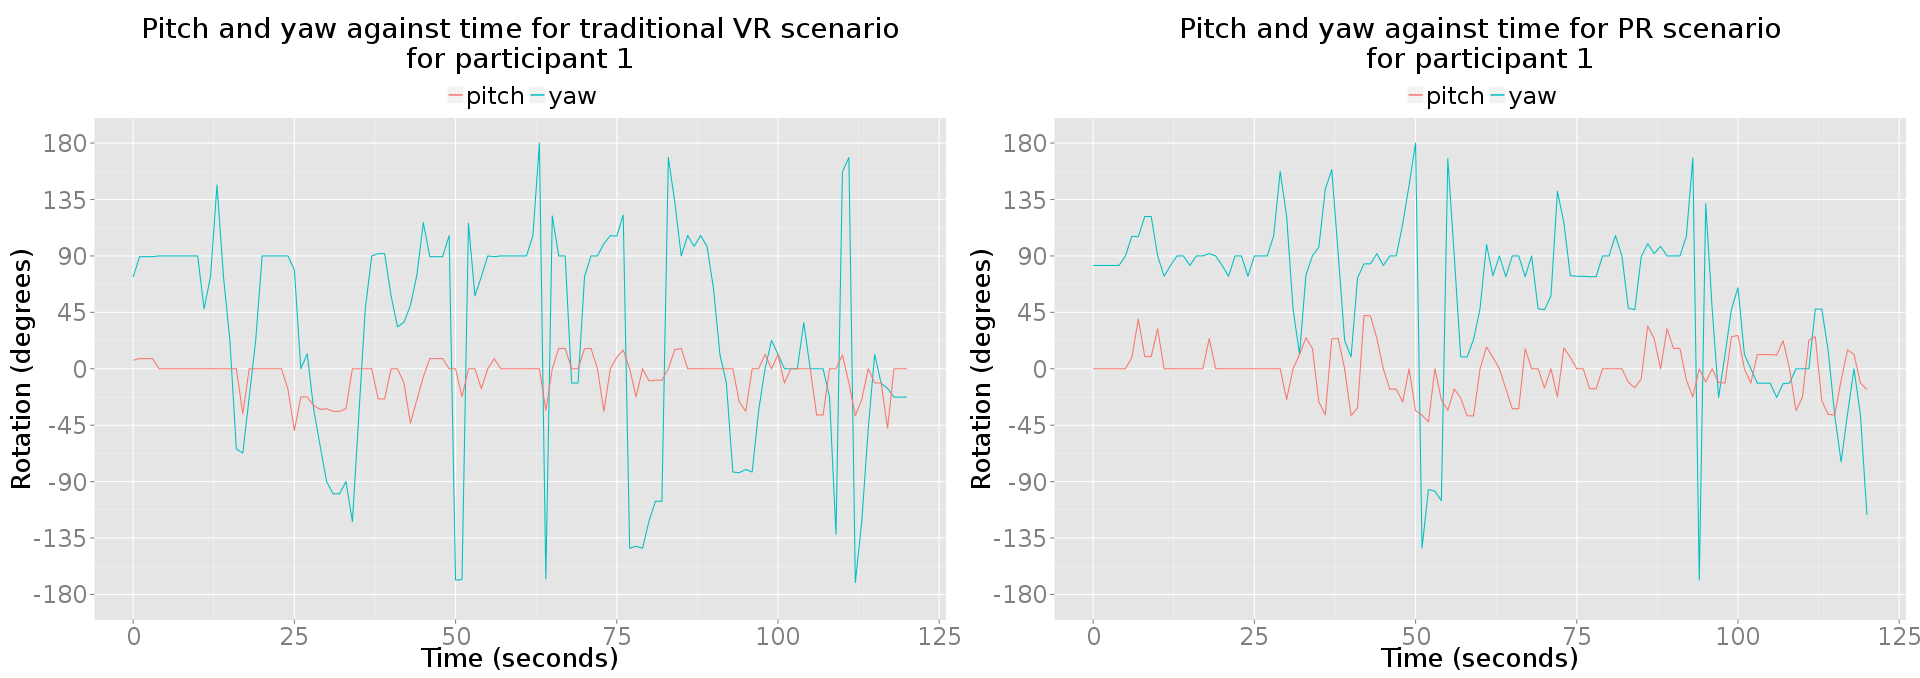 Pitch and yaw against time for traditional VR scenario
for participant 1
pitch yaw
180
135
90
45
0
-45
-90
-135
-180
Rotation (degrees)
0 25 50 75 100 125
Time (seconds)
Pitch and yaw against time for PR scenario
for participant 1
pitch yaw
180
135
90
45
0
-45
-90
-135
-180
Rotation (degrees)
0 25 50 75 100 125
Time (seconds)